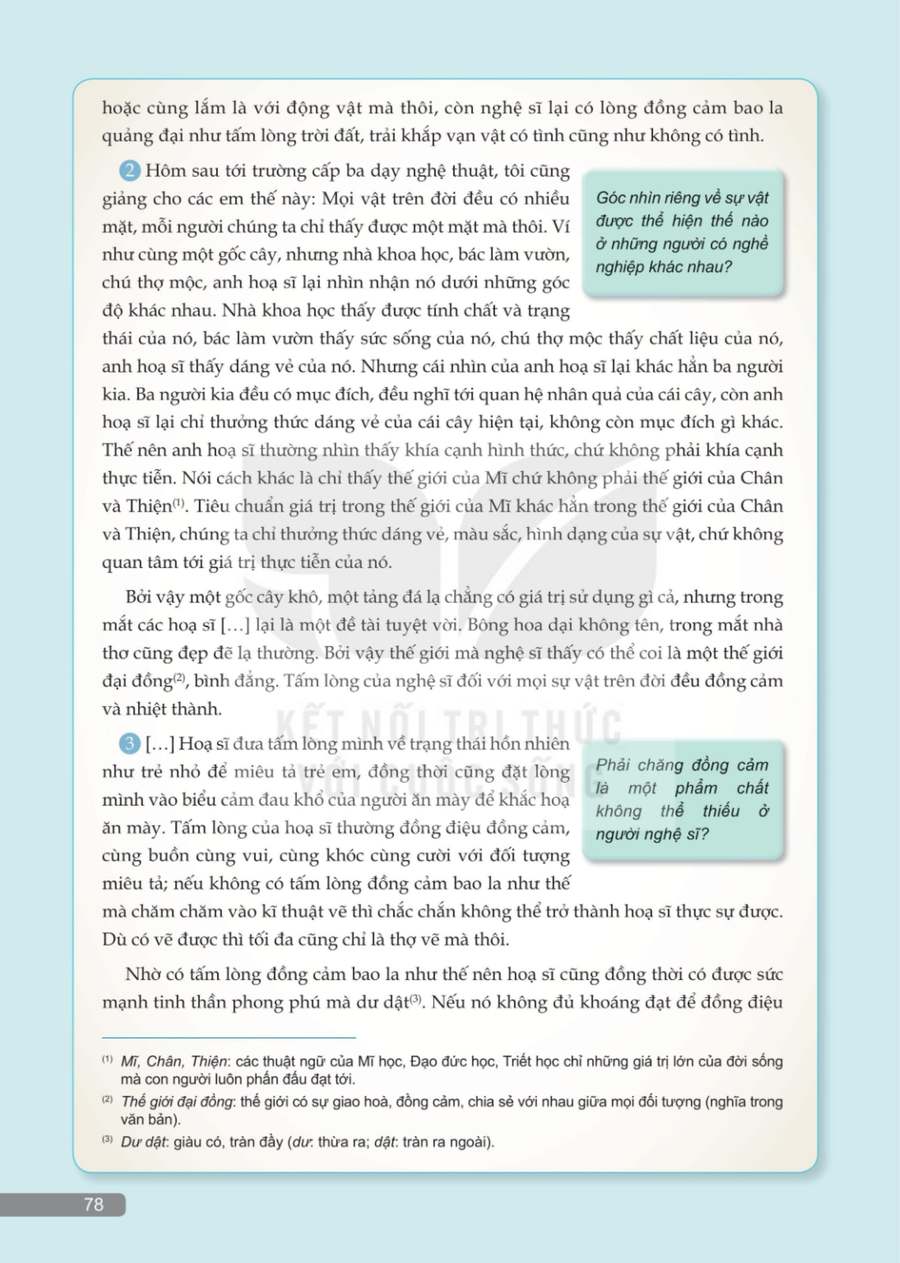 hoặc cùng lắm là với động vật mà thôi, còn nghệ sĩ lại có lòng đồng cảm bao la
quảng đại như tấm lòng trời đất, trải khắp vạn vật có tình cũng như không có tình.
2 Hôm sau tới trường cấp ba dạy nghệ thuật, tôi cũng
giảng cho các em thế này: Mọi vật trên đời đều có nhiều
mặt, mỗi người chúng ta chỉ thấy được một mặt mà thôi. Ví
như cùng một gốc cây, nhưng nhà khoa học, bác làm vườn,
chú thợ mộc, anh hoạ sĩ lại nhìn nhận nó dưới những góc
độ khác nhau. Nhà khoa học thấy được tính chất và trạng
thái của nó, bác làm vườn thấy sức sống của nó, chú thợ mộc thấy chất liệu của nó,
anh hoạ sĩ thấy dáng vẻ của nó. Nhưng cái nhìn của anh hoạ sĩ lại khác hẳn ba người
kia. Ba người kia đều có mục đích, đều nghĩ tới quan hệ nhân quả của cái cây, còn anh
hoạ sĩ lại chỉ thưởng thức dáng vẻ của cái cây hiện tại, không còn mục đích gì khác.
Thế nên anh hoạ sĩ thường nhìn thấy khía cạnh hình thức, chứ không phải khía cạnh
thực tiễn. Nói cách khác là chỉ thấy thế giới của Mĩ chứ không phải thế giới của Chân
và Thiện(1). Tiêu chuẩn giá trị trong thế giới của Mĩ khác hẳn trong thế giới của Chân
và Thiện, chúng ta chỉ thưởng thức dáng vẻ, màu sắc, hình dạng của sự vật, chứ không
quan tâm tới giá trị thực tiễn của nó.
Góc nhìn riêng về sự vật
được thể hiện thế nào
ở những người có nghề
nghiệp khác nhau?
Bởi vậy một gốc cây khô, một tảng đá lạ chẳng có giá trị sử dụng gì cả, nhưng trong
mắt các hoạ sĩ […] lại là một đề tài tuyệt vời. Bông hoa dại không tên, trong mắt nhà
thơ cũng đẹp đẽ lạ thường. Bởi vậy thế giới mà nghệ sĩ thấy có thể coi là một thế giới
đại đồng(2), bình đẳng. Tấm lòng của nghệ sĩ đối với mọi sự vật trên đời đều đồng cảm
và nhiệt thành.
KẾT NỐI TRI THỨC
VỚI CUỘC SỐNG
3 […] Hoạ sĩ đưa tấm lòng mình về trạng thái hồn nhiên
như trẻ nhỏ để miêu tả trẻ em, đồng thời cũng đặt lòng
mình vào biểu cảm đau khổ của người ăn mày để khắc hoạ
ăn mày. Tấm lòng của hoạ sĩ thường đồng điệu đồng cảm,
cùng buồn cùng vui, cùng khóc cùng cười với đối tượng
miêu tả; nếu không có tấm lòng đồng cảm bao la như thế
mà chăm chăm vào kĩ thuật vẽ thì chắc chắn không thể trở thành hoạ sĩ thực sự được.
Dù có vẽ được thì tối đa cũng chỉ là thợ vẽ mà thôi.
Phải chăng đồng cảm
là một phẩm chất
không thể thiếu ở
người nghệ sĩ?
Nhờ có tấm lòng đồng cảm bao la như thế nên hoạ sĩ cũng đồng thời có được sức
mạnh tinh thần phong phú mà dư dật(3). Nếu nó không đủ khoáng đạt để đồng điệu
(1) Mĩ, Chân, Thiện: các thuật ngữ của Mĩ học, Đạo đức học, Triết học chỉ những giá trị lớn của đời sống
mà con người luôn phấn đấu đạt tới.
(2) Thế giới đại đồng: thế giới có sự giao hoà, đồng cảm, chia sẻ với nhau giữa mọi đối tượng (nghĩa trong
văn bản).
(3) Dư dật: giàu có, tràn đầy (dư: thừa ra; dật: tràn ra ngoài).
78